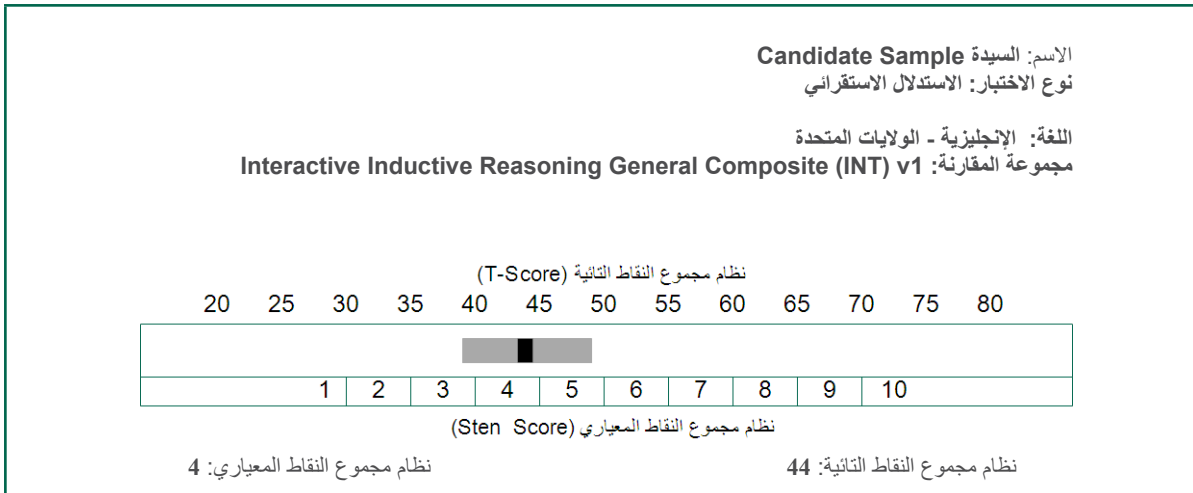 الاسم: السيدة Candidate Sample
نوع الاختبار: الاستدلال الاستقرائي
اللغة: الإنجليزية - الولايات المتحدة
مجموعة المقارنة: Interactive Inductive Reasoning General Composite (INT) v1
نظام مجموع النقاط التائية (T-Score)
20 25 30 35 40 45 50 55 60 65 70 75 80
1 2 3 4 5 6 7 8 9 10
نظام مجموع النقاط المعياري (Sten Score)
نظام مجموع النقاط التائية: 44
نظام مجموع النقاط المعياري: 4